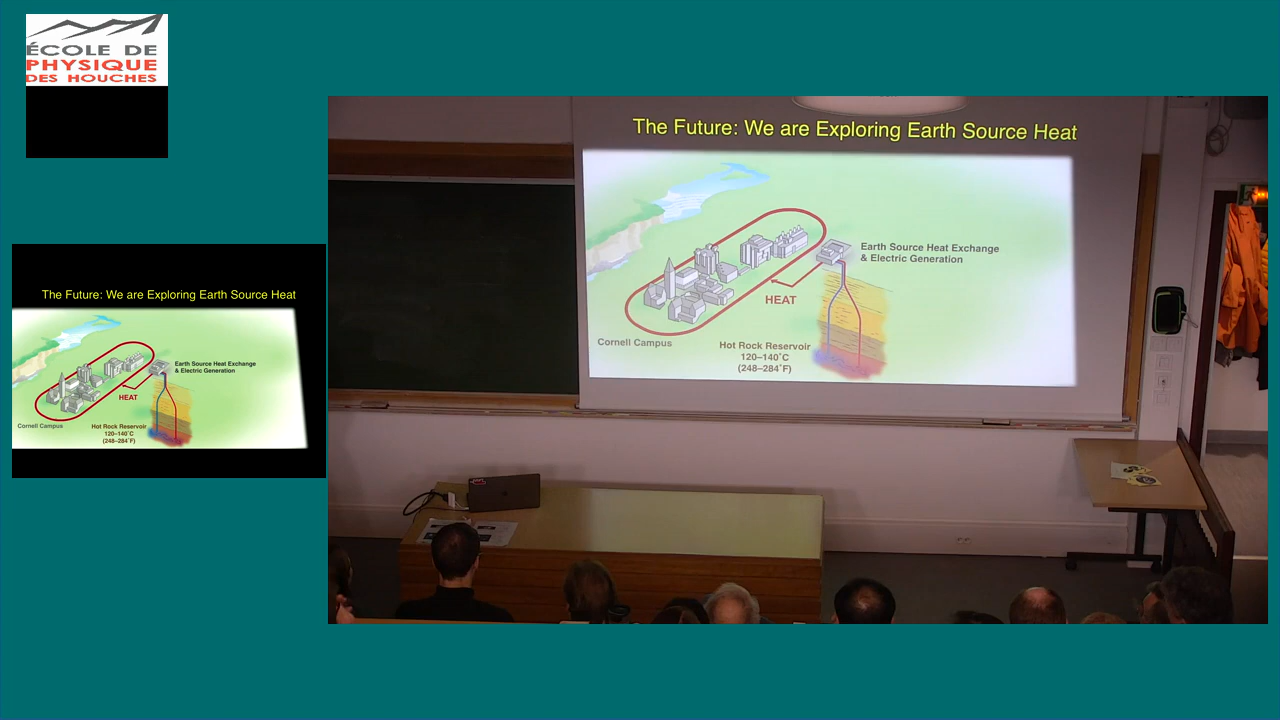 ÉCOLE DE
PHYSIQUE
DES HOUCHES
The Future: We are Exploring Earth Source Heat
Earth Source Heat Exchange
& Electric Generation
HEAT
Cornell Campus
Hot Rock Reservoir
120–140˚C
(248–284˚F)
The Future: We are Exploring Earth Source Heat
Earth Source Heat Exchange
& Electric Generation
HEAT
Cornell Campus
Hot Rock Reservoir
120–140˚C
(248–284˚F)